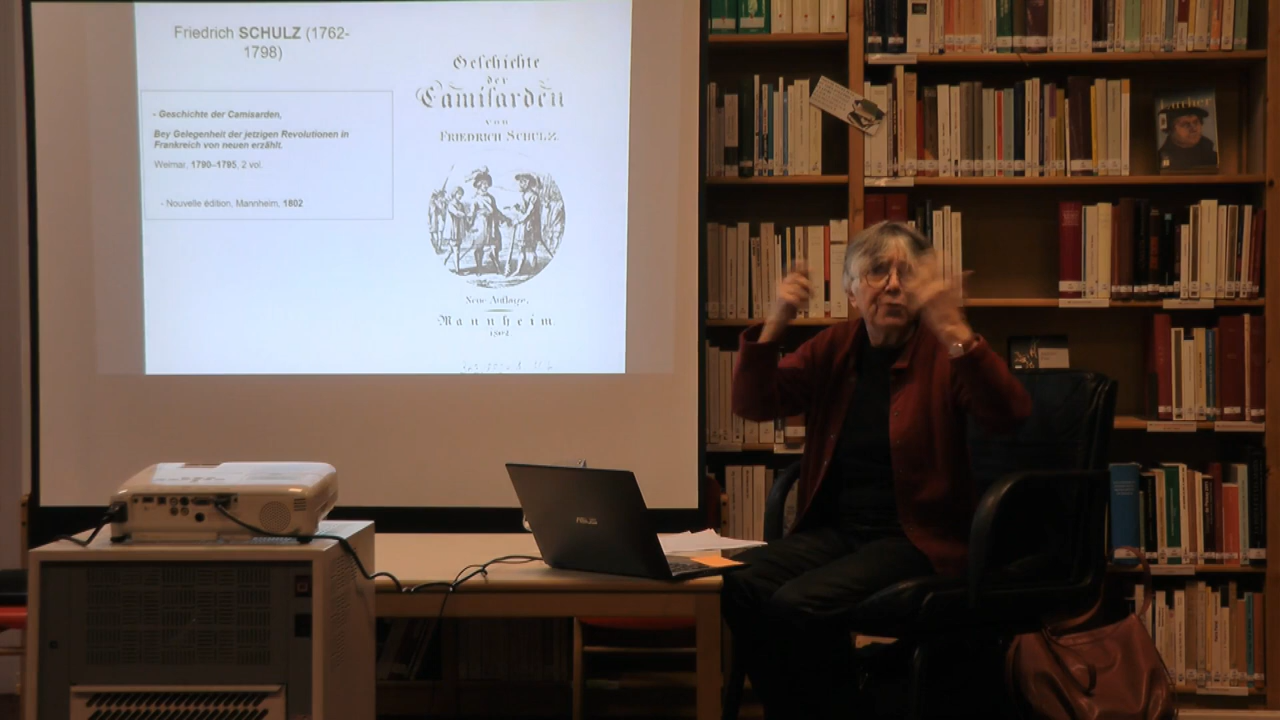 Friedrich SCHULZ (1762-
1798)
- Geschichte der Camisarden,
Bey Gelegenheit der jetzigen Revolutionen in
Frankreich von neuen erzählt.
Weimar, 1790–1795, 2 vol.
- Nouvelle édition, Mannheim, 1802
Geschichte
der
Camisarden
von
FRIEDRICH SCHULZ.
Neue Auflage.
Mannheim
1802
ASUS
Luther